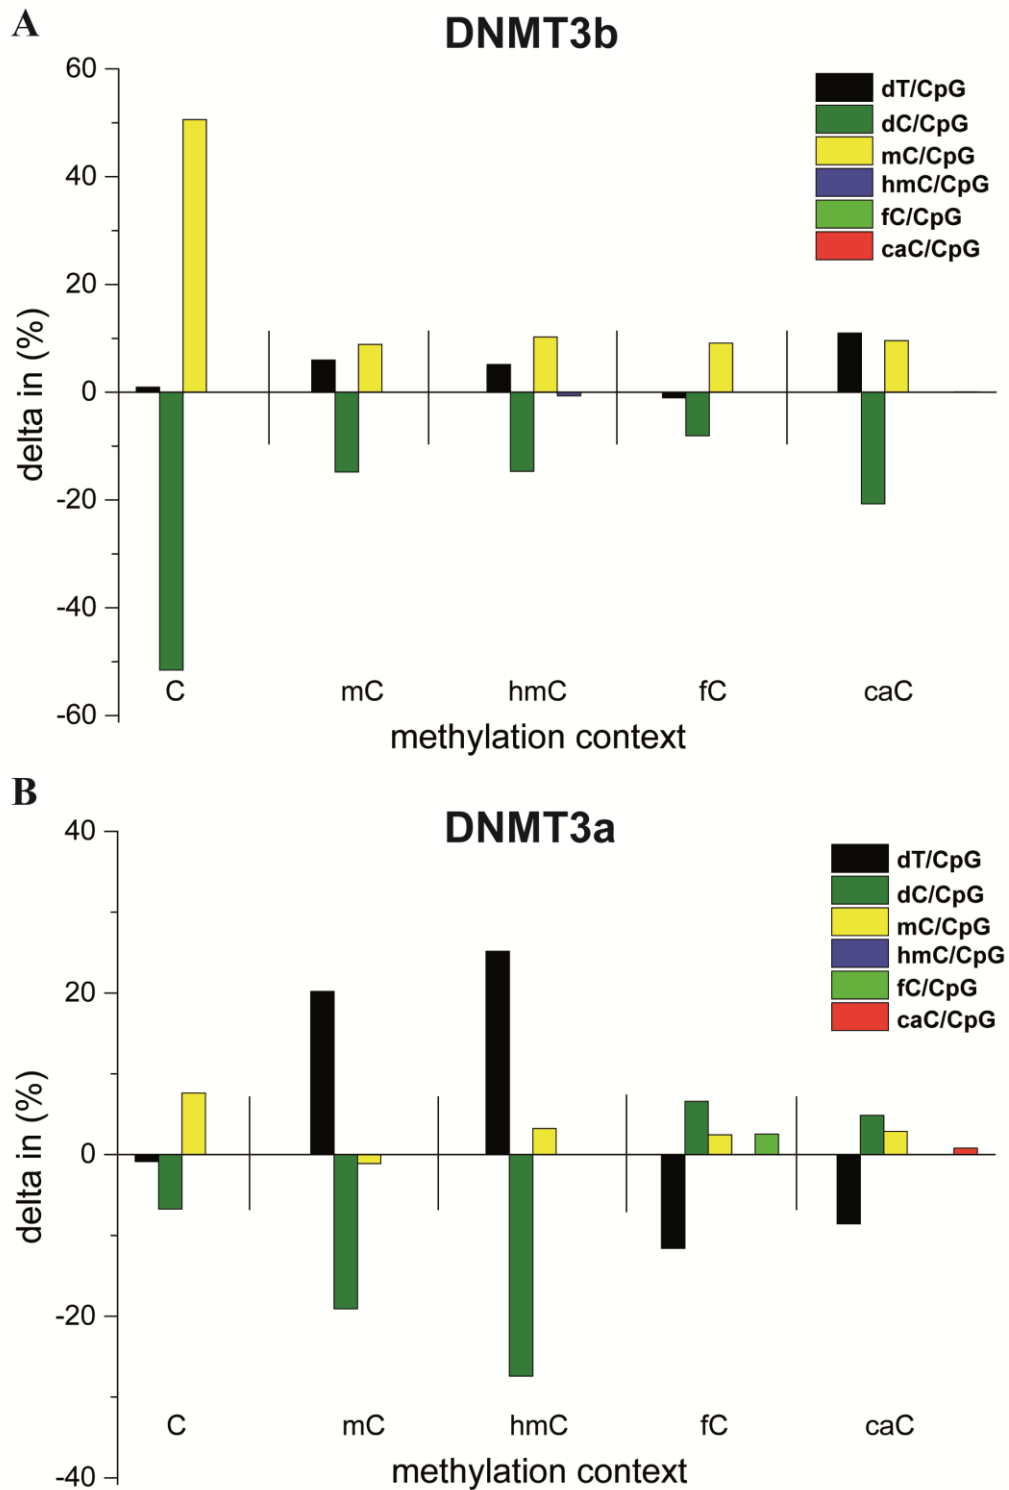 A
DNMT3b
60
40
20
0
-20
-40
-60
delta in (%)
dT/CpG
dC/CpG
mC/CpG
hmC/CpG
fC/CpG
caC/CpG
C mC hmC fC caC
methylation context
B
DNMT3a
40
20
0
-20
-40
delta in (%)
dT/CpG
dC/CpG
mC/CpG
hmC/CpG
fC/CpG
caC/CpG
C mC hmC fC caC
methylation context